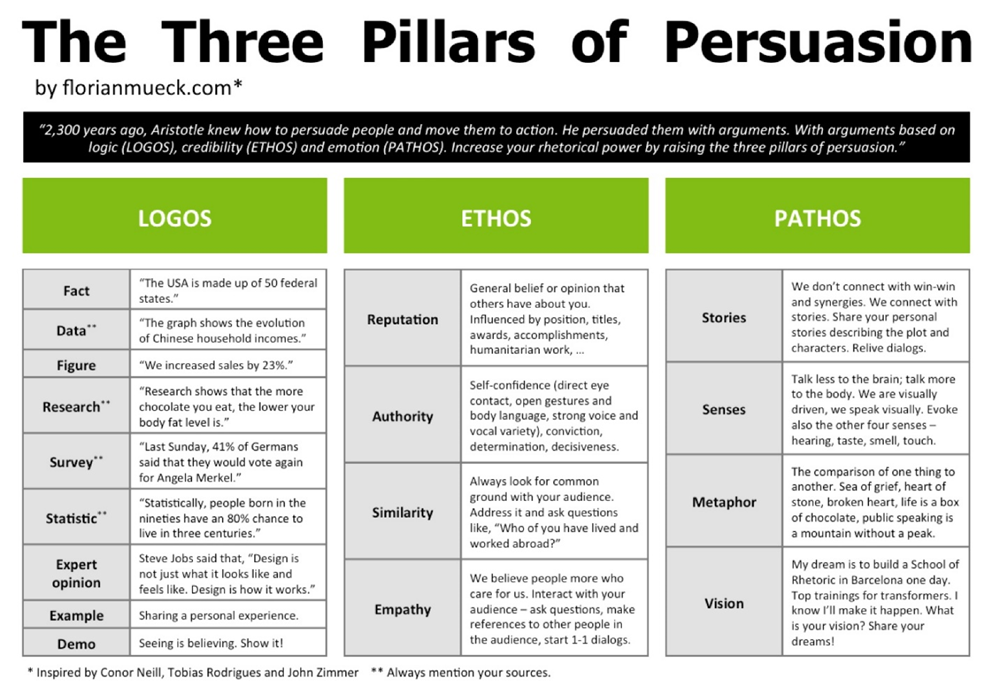 The Three Pillars of Persuasion
by florianmueck.com*
“2,300 years ago, Aristotle knew how to persuade people and move them to action. He persuaded them with arguments. With arguments based on
logic (LOGOS), credibility (ETHOS) and emotion (PATHOS). Increase your rhetorical power by raising the three pillars of persuasion.”
LOGOS
Fact
“The USA is made up of 50 federal
states.”
Data**
“The graph shows the evolution
of Chinese household incomes.”
Figure
“We increased sales by 23%.”
Research**
“Research shows that the more
chocolate you eat, the lower your
body fat level is.”
Survey**
“Last Sunday, 41% of Germans
said that they would vote again
for Angela Merkel.”
Statistic**
“Statistically, people born in the
nineties have an 80% chance to
live in three centuries.”
Expert
opinion
Steve Jobs said that, “Design is
not just what it looks like and
feels like. Design is how it works.”
Example
Sharing a personal experience.
Demo
Seeing is believing. Show it!
ETHOS
Reputation
General belief or opinion that
others have about you.
Influenced by position, titles,
awards, accomplishments,
humanitarian work, ...
Authority
Self-confidence (direct eye
contact, open gestures and
body language, strong voice and
vocal variety), conviction,
determination, decisiveness.
Similarity
Always look for common
ground with your audience.
Address it and ask questions
like, “Who of you have lived and
worked abroad?”
Empathy
We believe people more who
care for us. Interact with your
audience – ask questions, make
references to other people in
the audience, start 1-1 dialogs.
PATHOS
Stories
We don’t connect with win-win
and synergies. We connect with
stories. Share your personal
stories describing the plot and
characters. Relive dialogs.
Senses
Talk less to the brain; talk more
to the body. We are visually
driven, we speak visually. Evoke
also the other four senses –
hearing, taste, smell, touch.
Metaphor
The comparison of one thing to
another. Sea of grief, heart of
stone, broken heart, life is a box
of chocolate, public speaking is
a mountain without a peak.
Vision
My dream is to build a School of
Rhetoric in Barcelona one day.
Top trainings for transformers. I
know I’ll make it happen. What
is your vision? Share your
dreams!
* Inspired by Conor Neill, Tobias Rodrigues and John Zimmer ** Always mention your sources.